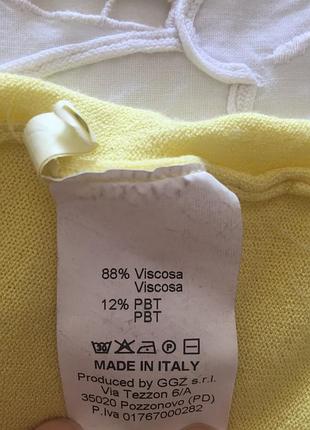 88% Viscosa
Viscosa
12% PBT
PBT
MADE IN ITALY
Produced by GGZ s.r.l.
Via Tezzon 6/A
35020 Pozzonovo (PD)
P.Iva 01767000282